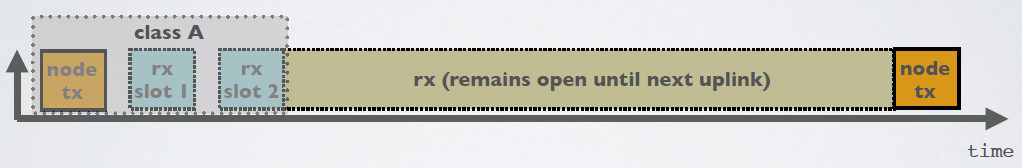 class A
node
tx
rx
slot 1
rx
slot 2
rx (remains open until next uplink)
node
tx
time